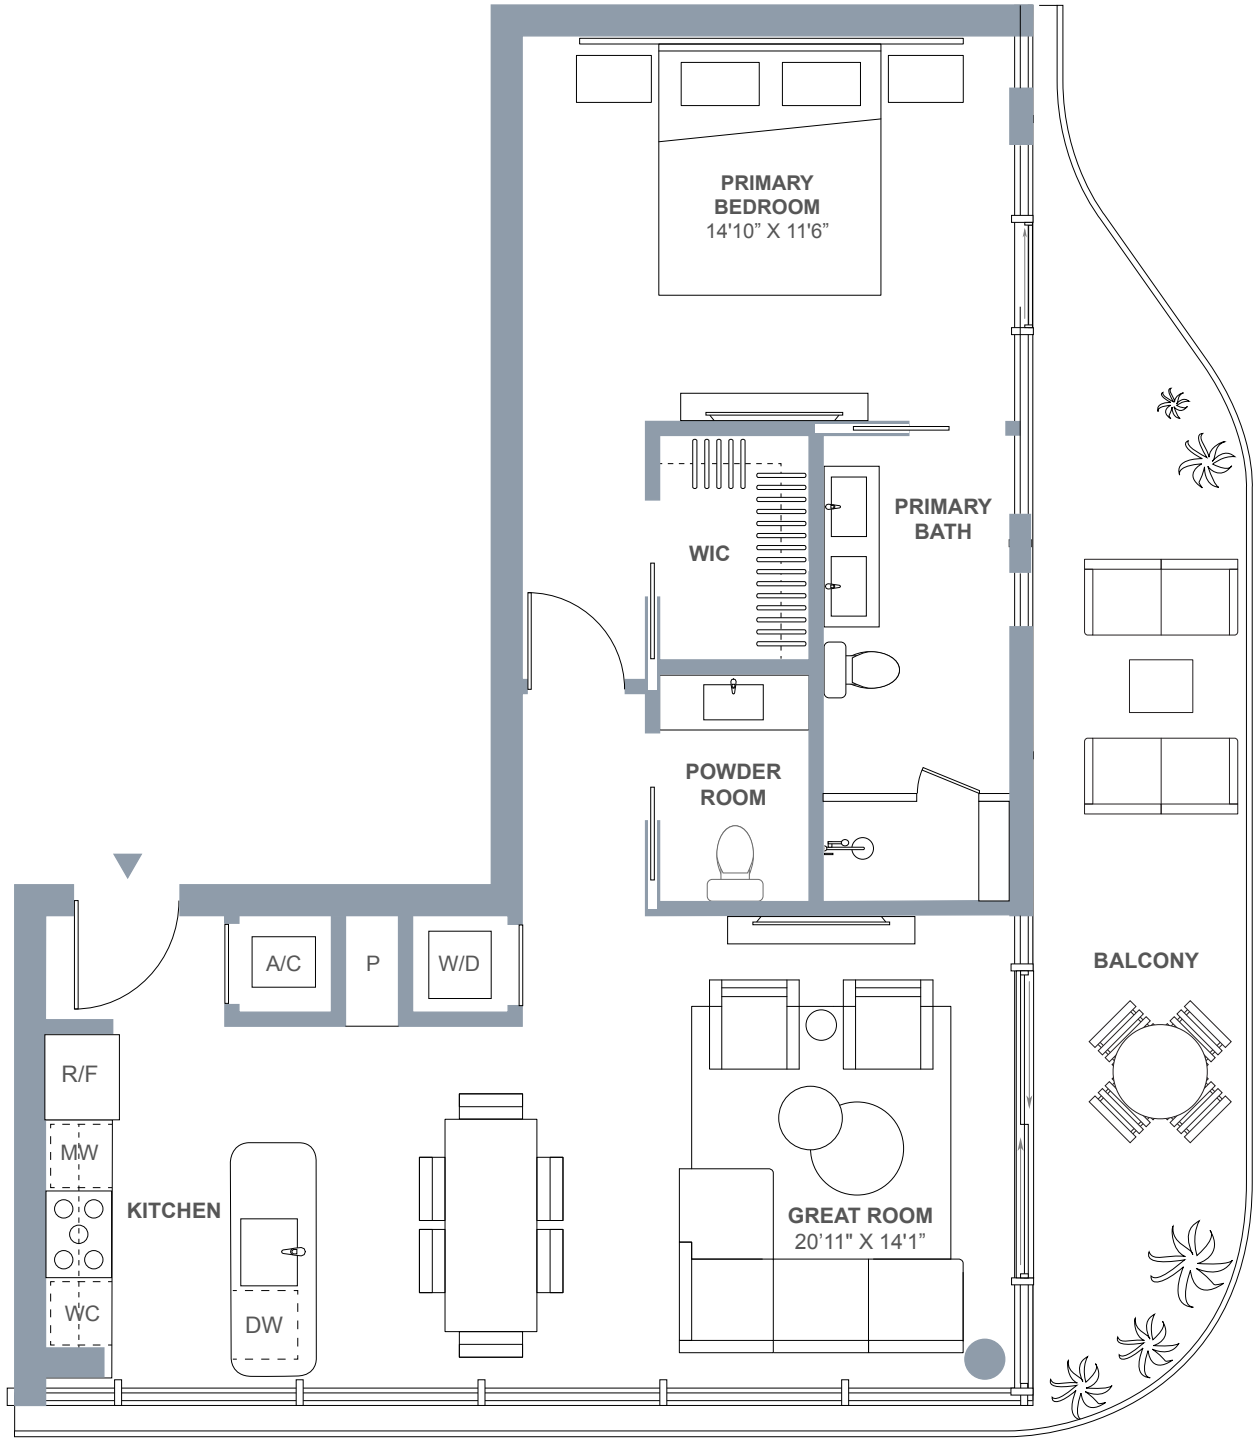 PRIMARY
BEDROOM
14'10” X 11'6”
PRIMARY
BATH
WIC
POWDER
ROOM
A/C
P
W/D
BALCONY
R/F
MW
KITCHEN
GREAT ROOM
20’11" X 14'1”
WC
DW